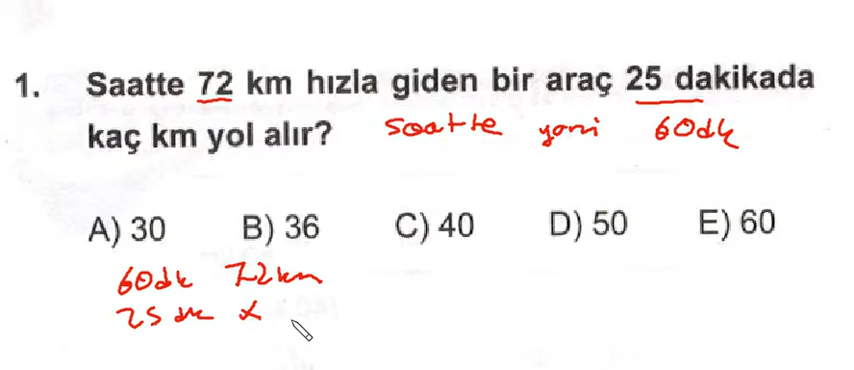 1. Saatte 72 km hızla giden bir araç 25 dakikada
kaç km yol alır? saatte yani 60dk
A) 30 B) 36 C) 40 D) 50 E) 60
60dk 72km
25 dk x